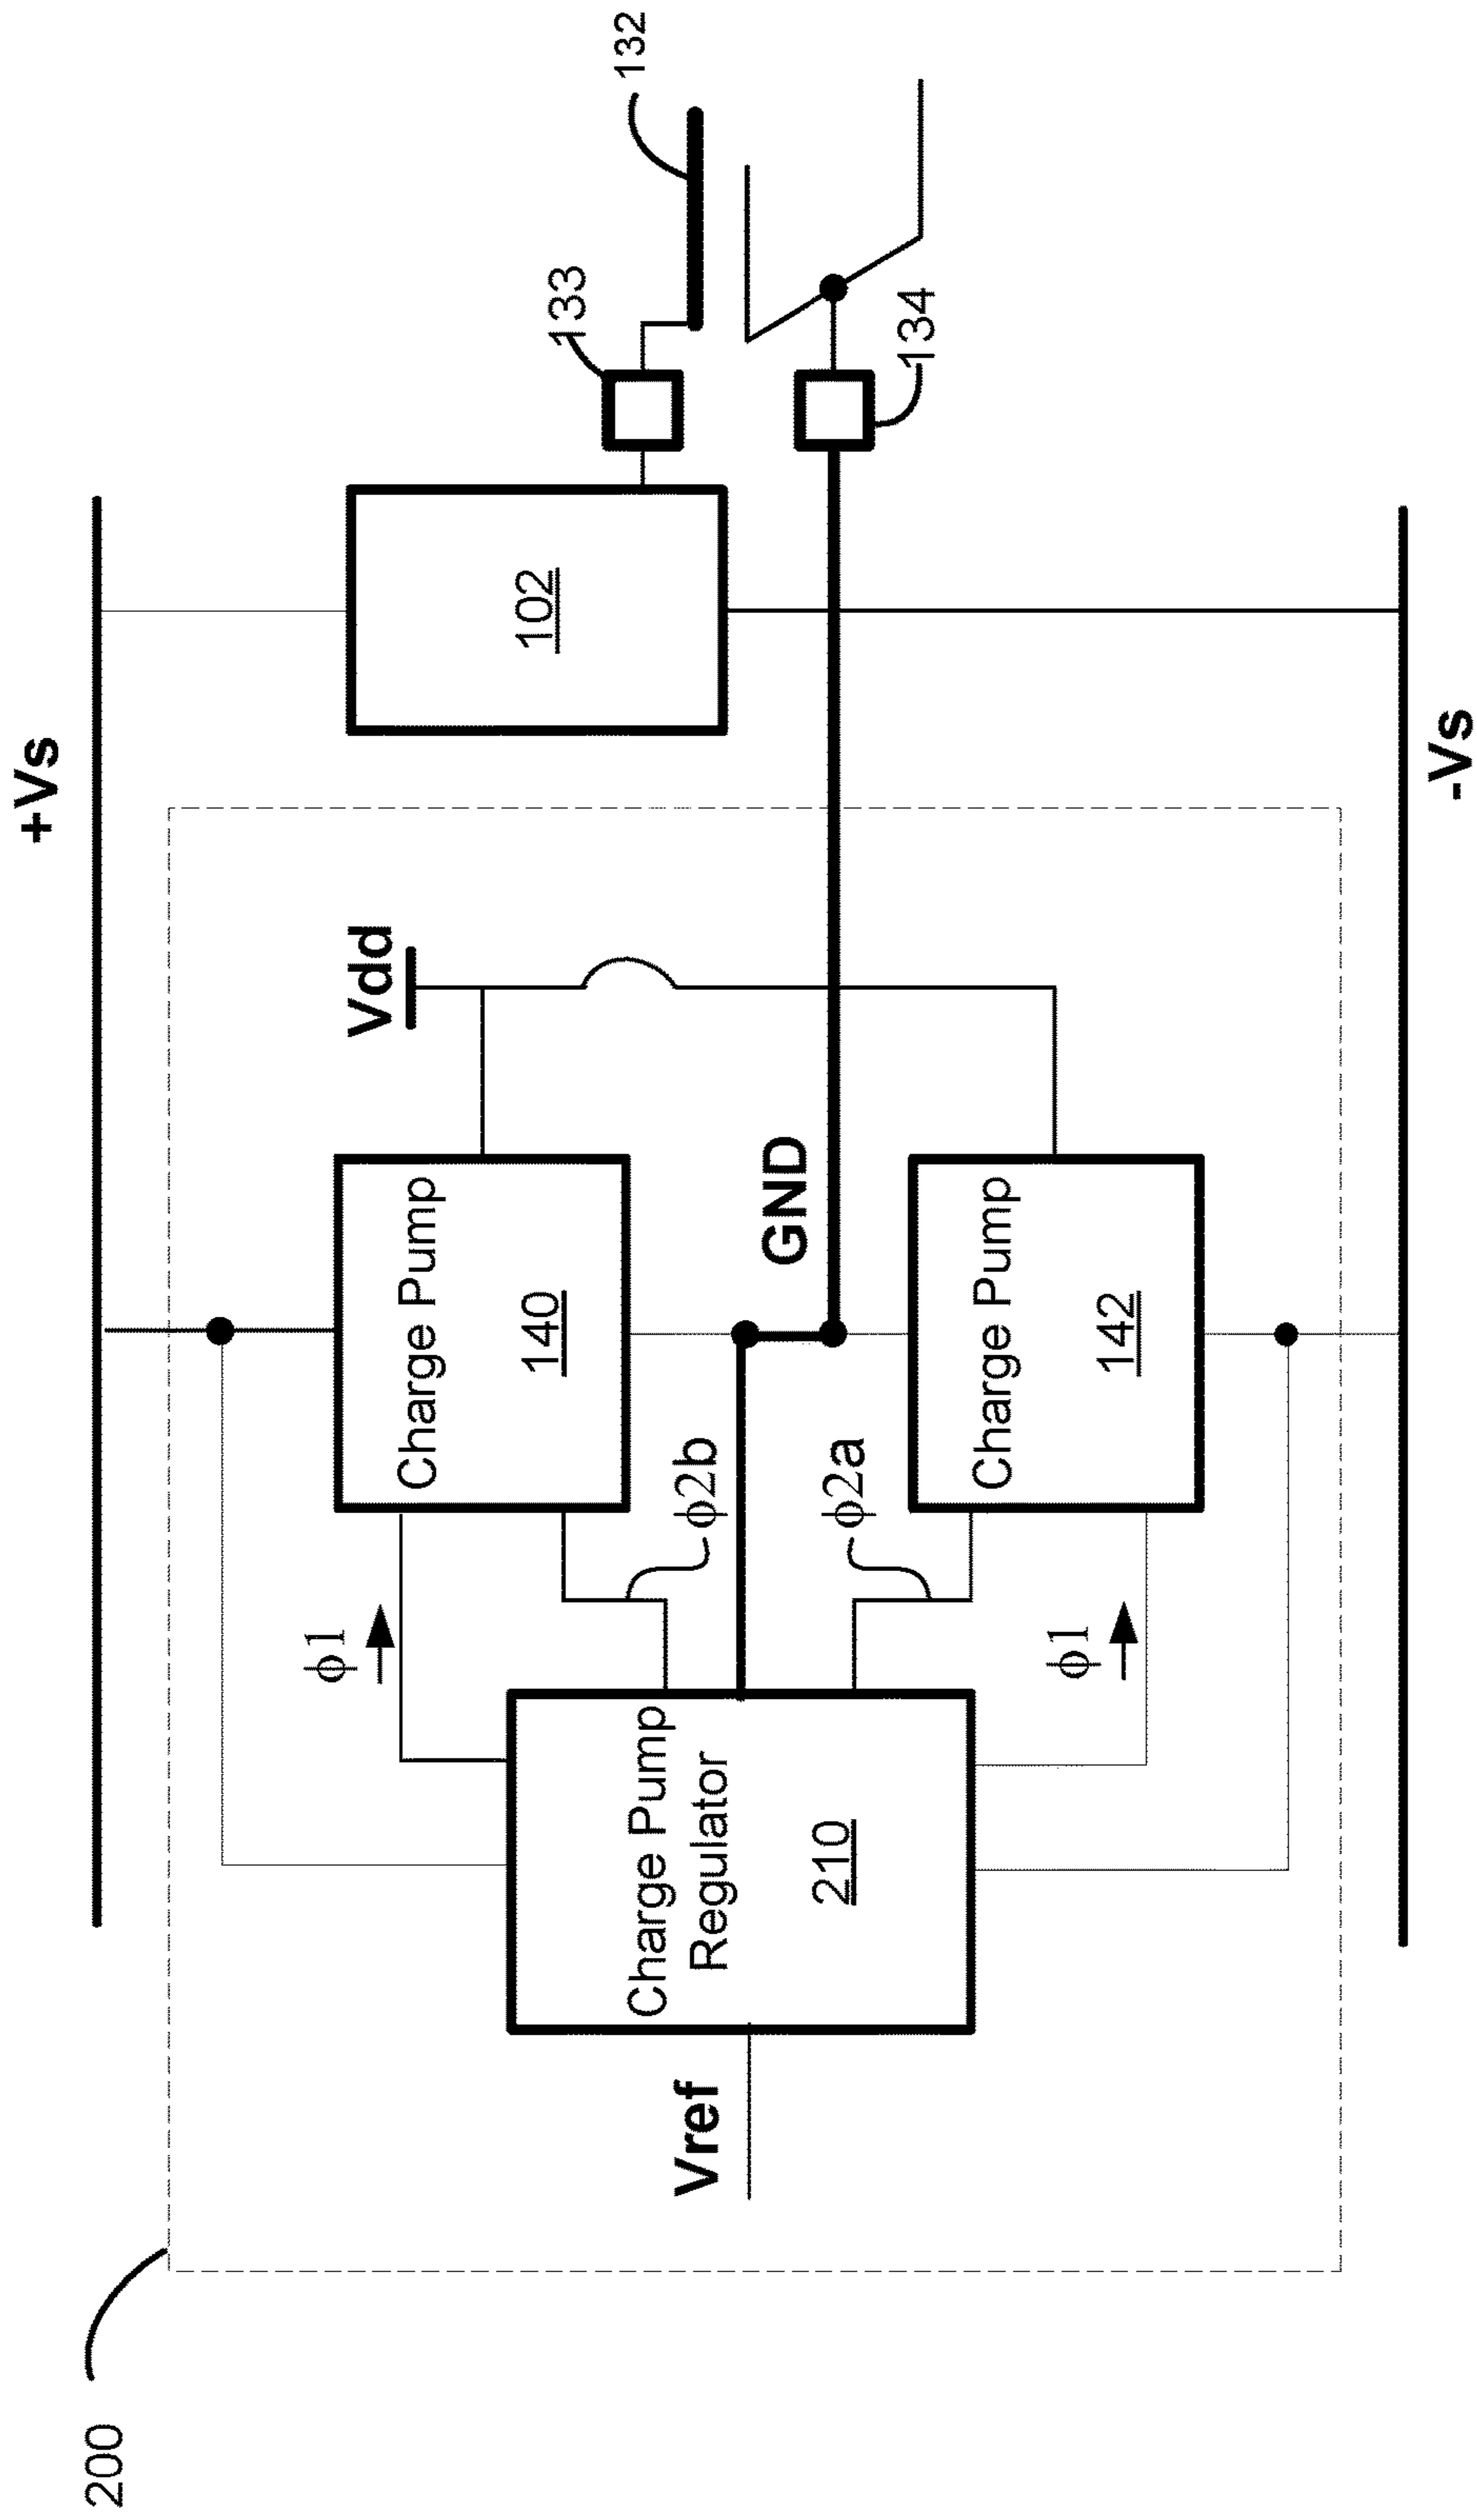 200
+Vs
-Vs
Vref
Charge Pump
Regulator
210
ϕ1
ϕ2b
ϕ2a
ϕ1
Charge Pump
140
Charge Pump
142
GND
Vdd
102
133
134
132